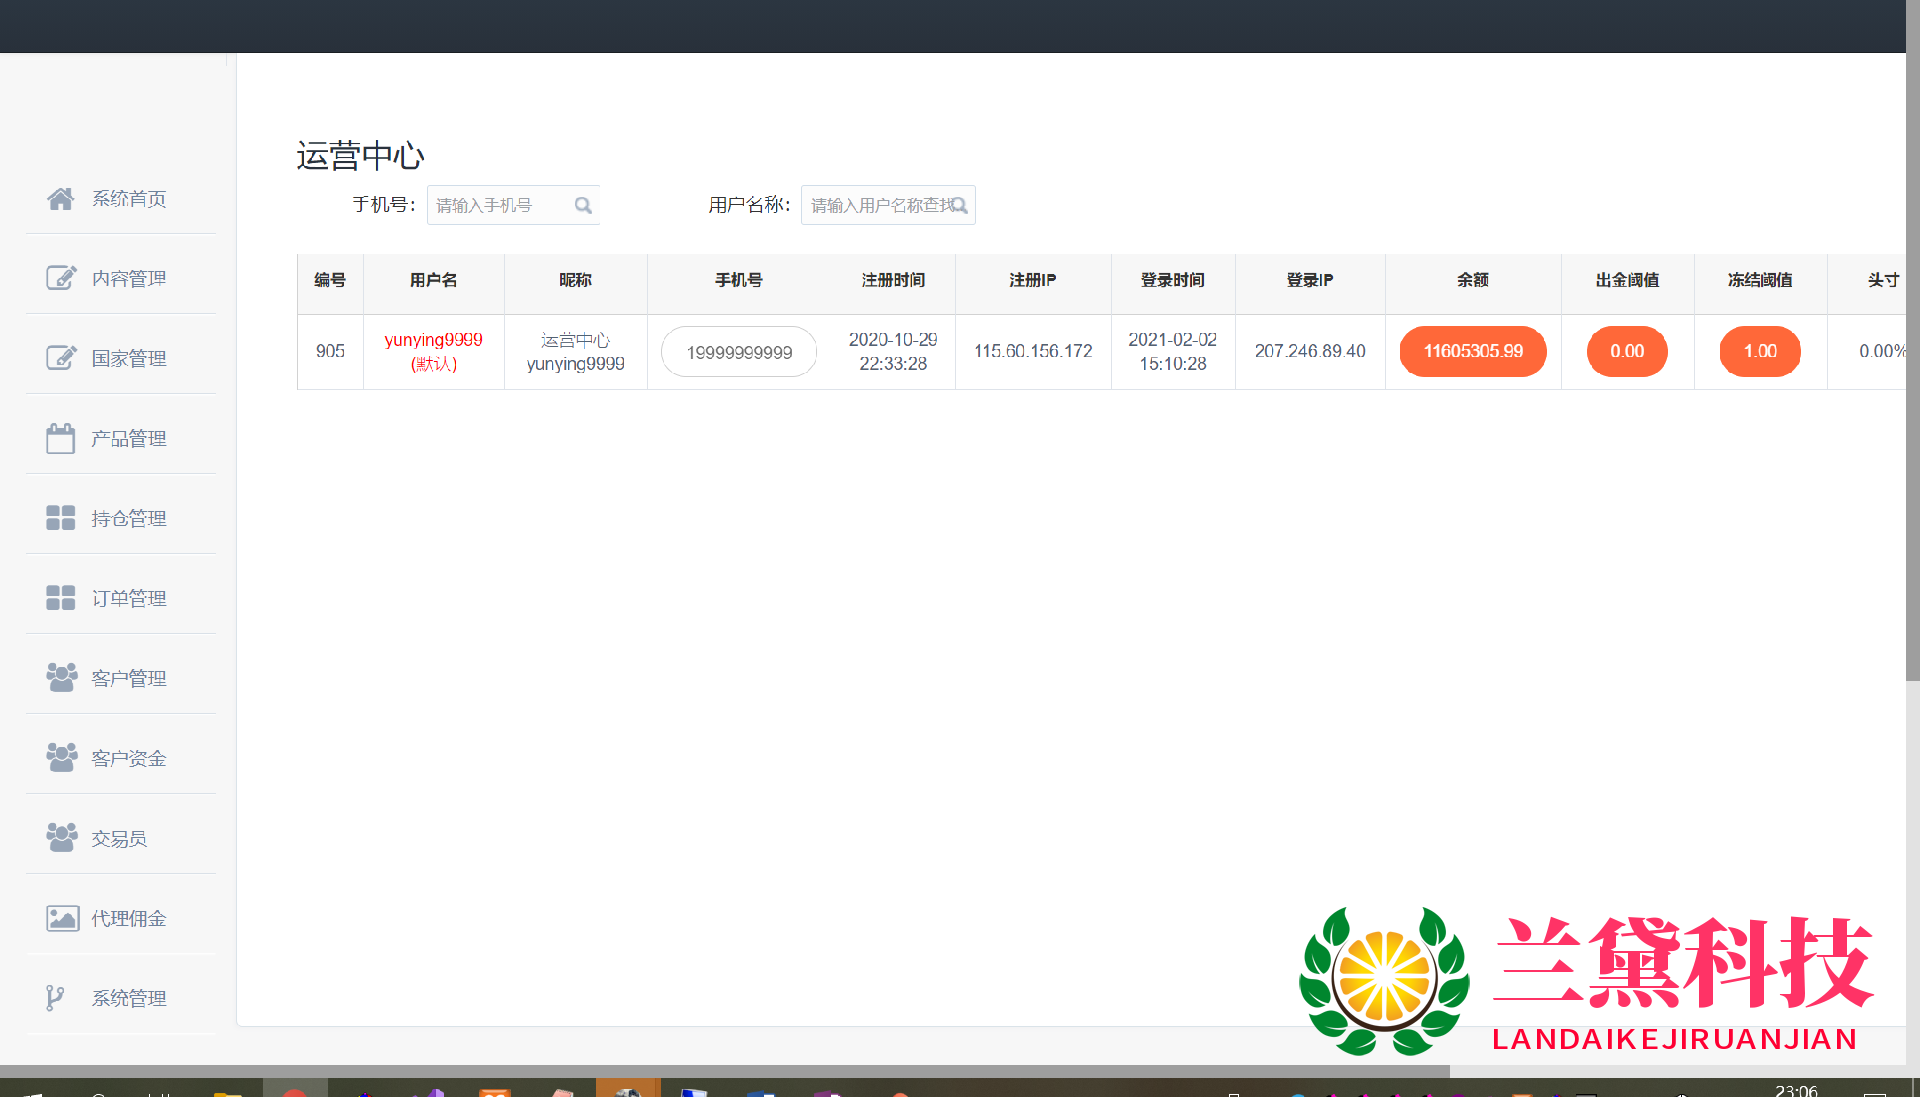 运营中心
手机号： 请输入手机号 用户名称： 请输入用户名称查找
系统首页
内容管理
国家管理
产品管理
持仓管理
订单管理
客户管理
客户资金
交易员
代理佣金
系统管理
编号 用户名 昵称 手机号 注册时间 注册IP 登录时间 登录IP 余额 出金阈值 冻结阈值 头寸
905 yunying9999 (默认) 运营中心 yunying9999 19999999999 2020-10-29 22:33:28 115.60.156.172 2021-02-02 15:10:28 207.246.89.40 11605305.99 0.00 1.00 0.00%
兰黛科技
LANDAIKEJIRUANJIAN
23:06